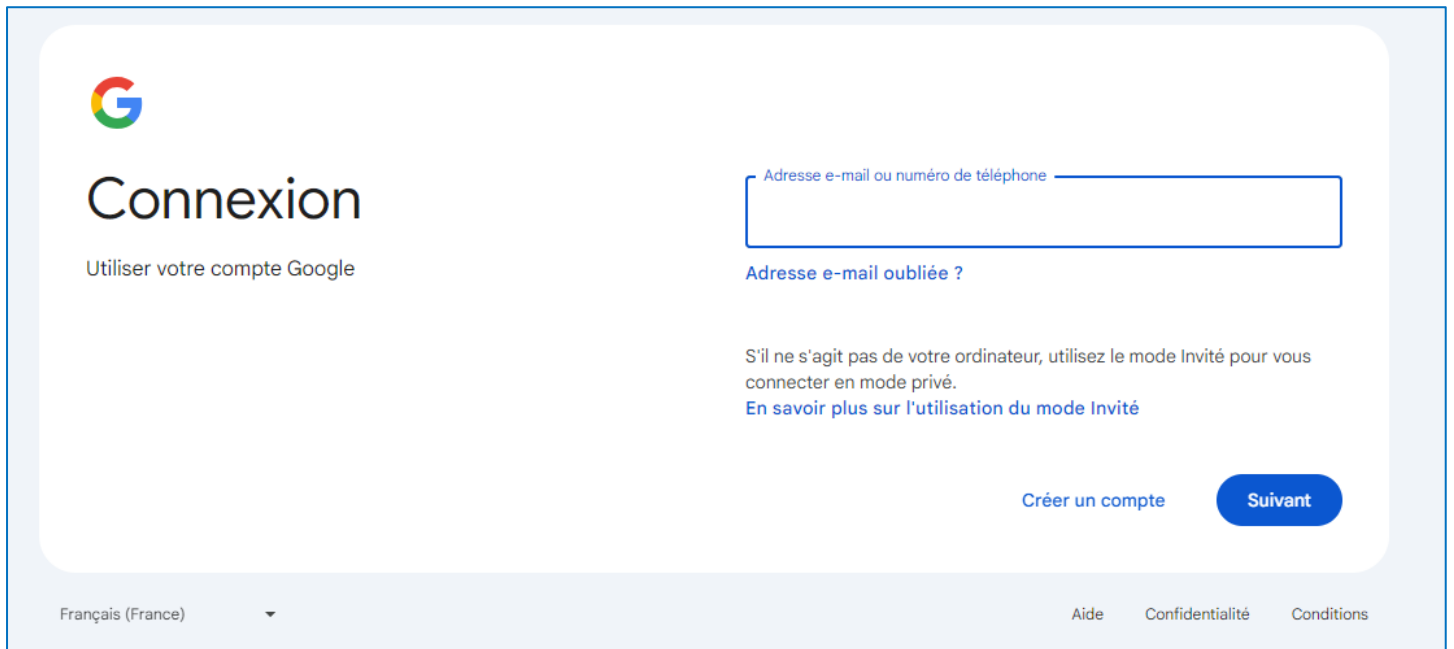 Connexion
Utiliser votre compte Google
Adresse e-mail ou numéro de téléphone
Adresse e-mail oubliée ?
S'il ne s'agit pas de votre ordinateur, utilisez le mode Invité pour vous
connecter en mode privé.
En savoir plus sur l'utilisation du mode Invité
Créer un compte
Suivant
Français (France)
Aide
Confidentialité
Conditions